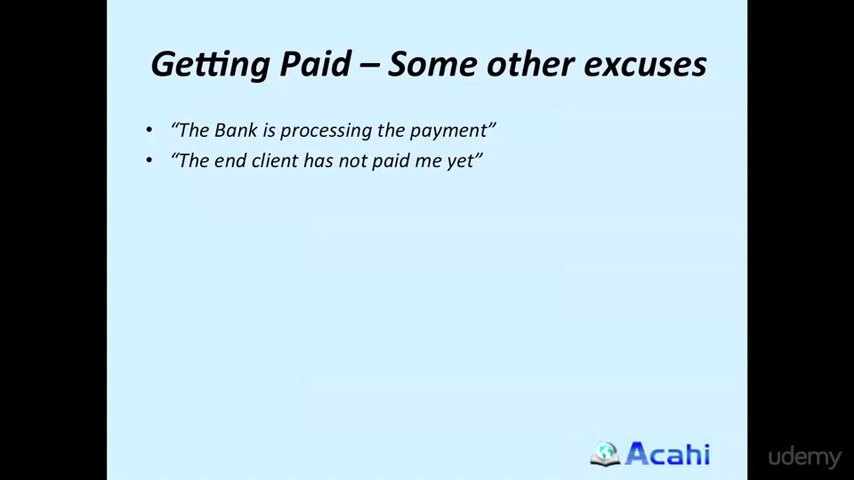 Getting Paid – Some other excuses
• “The Bank is processing the payment”
• “The end client has not paid me yet”
Acahi
udemy